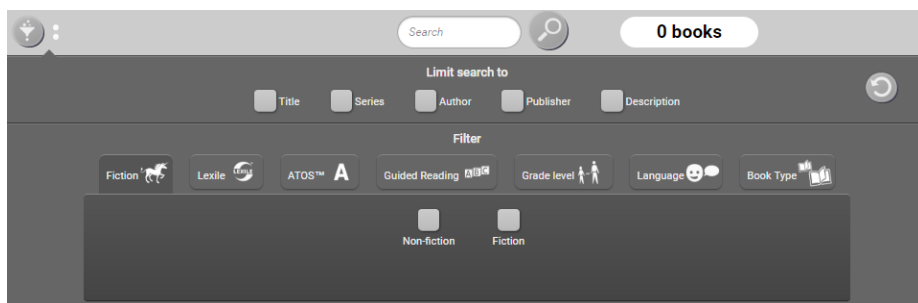 Search
0 books
Limit search to
Title Series Author Publisher Description
Filter
Fiction Lexile LEXILE ATOS™ A Guided Reading ABC Grade level Language Book Type
Non-fiction Fiction